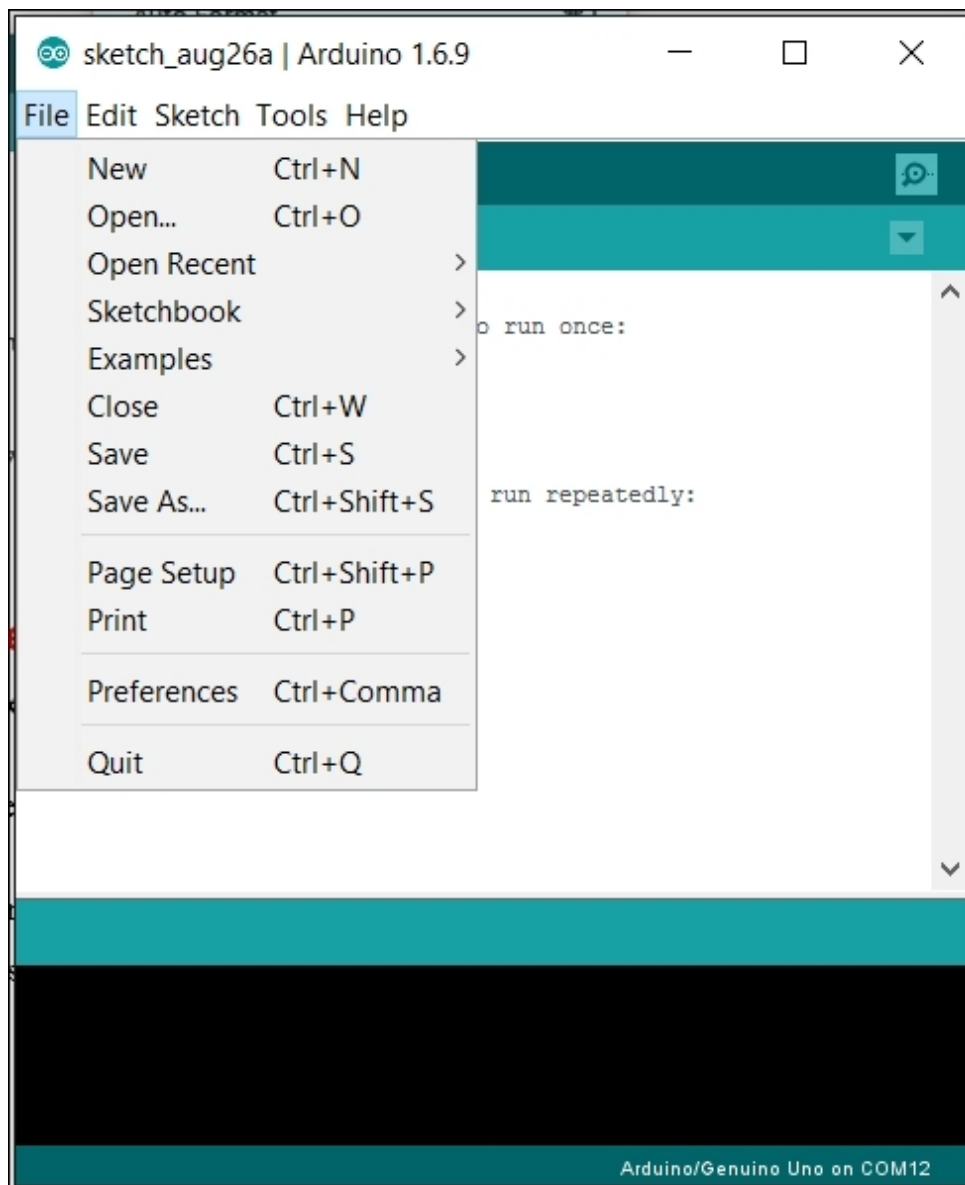 Auto Format
sketch_aug26a | Arduino 1.6.9
File Edit Sketch Tools Help
New Ctrl+N
Open... Ctrl+O
Open Recent
Sketchbook
run once:
Examples
Close Ctrl+W
Save Ctrl+S
Save As... Ctrl+Shift+S
run repeatedly:
Page Setup Ctrl+Shift+P
Print Ctrl+P
Preferences Ctrl+Comma
Quit Ctrl+Q
Arduino/Genuino Uno on COM12